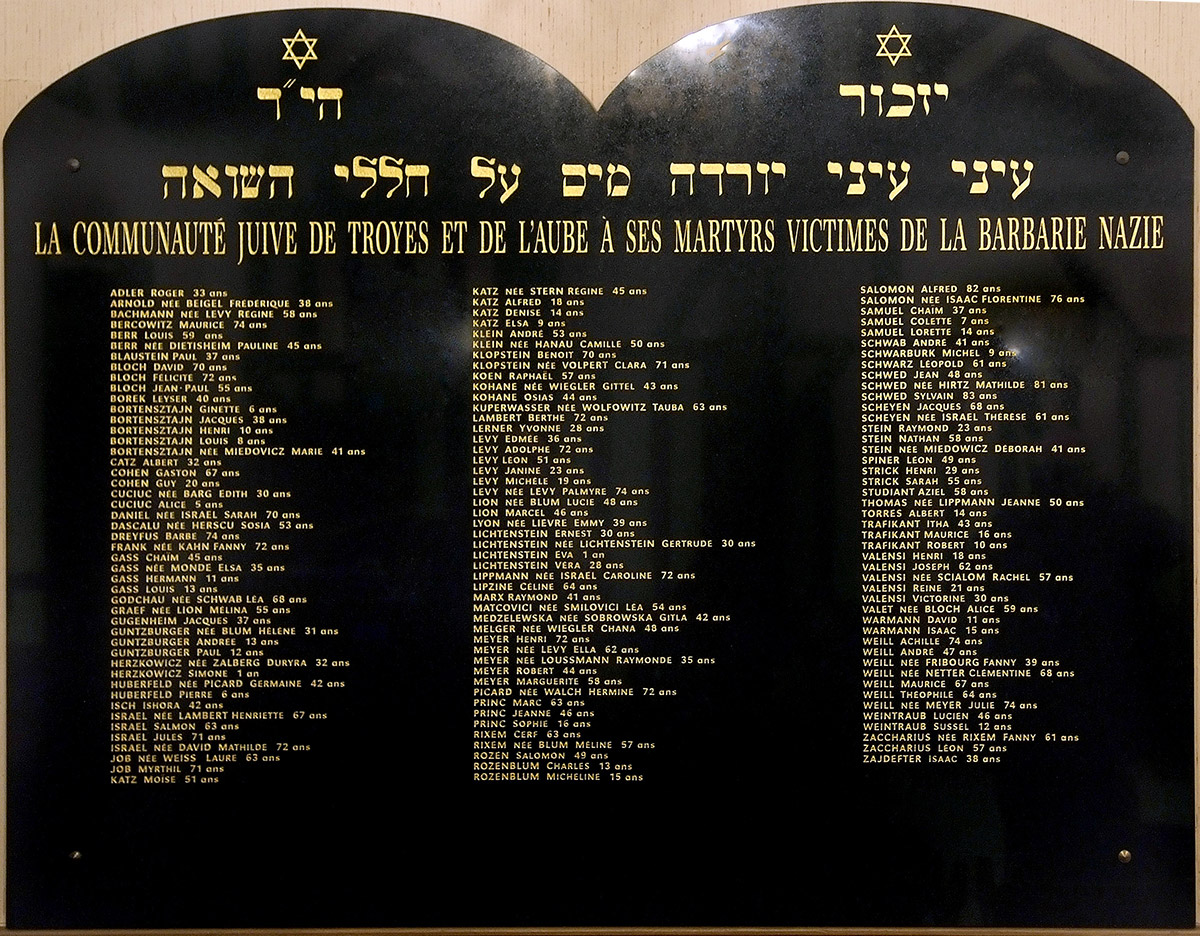 יזכור
הי״ד
עיני עיני יורדה מים על חללי השואה
LA COMMUNAUTÉ JUIVE DE TROYES ET DE L'AUBE À SES MARTYRS VICTIMES DE LA BARBARIE NAZIE
ADLER ROGER 33 ans
ARNOLD NÉE BEIGEL FRÉDERIQUE 38 ans
BACHMANN NÉE LEVY REGINE 58 ans
BERCOWITZ MAURICE 74 ans
BERR LOUIS 59 ans
BERR NÉE DIETISHEIM PAULINE 45 ans
BLAUSTEIN PAUL 37 ans
BLOCH DAVID 70 ans
BLOCH FÉLICITÉ 72 ans
BLOCH JEAN-PAUL 55 ans
BOREK LEYSER 40 ans
BORTENSZTAJN GINETTE 6 ans
BORTENSZTAJN JACQUES 38 ans
BORTENSZTAJN HENRI 10 ans
BORTENSZTAJN LOUIS 8 ans
BORTENSZTAJN NÉE MIEDOVICZ MARIE 41 ans
CATZ ALBERT 32 ans
COHEN GASTON 67 ans
COHEN GUY 20 ans
CUCIUC NÉE BARG EDITH 30 ans
CUCIUC ALICE 5 ans
DANIEL NÉE ISRAEL SARAH 70 ans
DASCALU NÉE HERSCU SOSIA 53 ans
DREYFUS BARBE 74 ans
FRANK NÉE KAHN FANNY 72 ans
GASS CHAÏM 45 ans
GASS NÉE MONDE ELSA 35 ans
GASS HERMANN 11 ans
GASS LOUIS 13 ans
GODCHAU NÉE SCHWAB LÉA 68 ans
GRAEF NÉE LION MELINA 55 ans
GUGENHEIM JACQUES 37 ans
GUNTZBURGER NÉE BLUM HÉLÈNE 31 ans
GUNTZBURGER ANDRÉE 13 ans
GUNTZBURGER PAUL 12 ans
HERZKOWICZ NÉE ZALBERG DURYRA 32 ans
HERZKOWICZ SIMONE 1 an
HUBERFELD NÉE PICARD GERMAINE 42 ans
HUBERFELD PIERRE 6 ans
ISCH ISHORA 42 ans
ISRAEL NÉE LAMBERT HENRIETTE 67 ans
ISRAEL SALMON 63 ans
ISRAEL JULES 71 ans
ISRAEL NÉE DAVID MATHILDE 72 ans
JOB NÉE WEISS LAURE 63 ans
JOB MYRTHIL 71 ans
KATZ MOISE 51 ans
KATZ NÉE STERN RÉGINE 45 ans
KATZ ALFRED 18 ans
KATZ DENISE 14 ans
KATZ ELSA 9 ans
KLEIN ANDRÉ 53 ans
KLEIN NÉE HANAU CAMILLE 50 ans
KLOPSTEIN BENOIT 70 ans
KLOPSTEIN NÉE VOLPERT CLARA 71 ans
KOEN RAPHAËL 57 ans
KOHANE NÉE WIEGLER GITTEL 43 ans
KOHANE OSIAS 44 ans
KUPERWASSER NÉE WOLFOWITZ TAUBA 63 ans
LAMBERT BERTHE 72 ans
LERNER YVONNE 28 ans
LEVY EDMÉE 36 ans
LEVY ADOLPHE 72 ans
LEVY LÉON 51 ans
LEVY JANINE 23 ans
LEVY MICHÈLE 19 ans
LEVY NÉE LEVY PALMYRE 74 ans
LION NÉE BLUM LUCIE 48 ans
LION MARCEL 46 ans
LYON NÉE LIÈVRE EMMY 39 ans
LICHTENSTEIN ERNEST 30 ans
LICHTENSTEIN NÉE LICHTENSTEIN GERTRUDE 30 ans
LICHTENSTEIN EVA 1 an
LICHTENSTEIN VERA 28 ans
LIPPMANN NÉE ISRAEL CAROLINE 72 ans
LIPZINE CÉLINE 64 ans
MARX RAYMOND 41 ans
MATCOVICI NÉE SMILOVICI LÉA 54 ans
MEDZELEWSKA NÉE SOBROWSKA GITLA 42 ans
MELGER NÉE WIEGLER CHANA 48 ans
MEYER HENRI 72 ans
MEYER NÉE LEVY ELLA 62 ans
MEYER NÉE LOUSSMANN RAYMONDE 35 ans
MEYER ROBERT 44 ans
MEYER MARGUERITE 58 ans
PICARD NÉE WALCH HERMINE 72 ans
PRINC MARC 63 ans
PRINC JEANNE 46 ans
PRINC SOPHIE 16 ans
RIXEM CERF 63 ans
RIXEM NÉE BLUM MÉLINE 57 ans
ROZEN SALOMON 49 ans
ROZENBLUM CHARLES 13 ans
ROZENBLUM MICHELINE 15 ans
SALOMON ALFRED 82 ans
SALOMON NÉE ISAAC FLORENTINE 76 ans
SAMUEL CHAÏM 37 ans
SAMUEL COLETTE 7 ans
SAMUEL LORETTE 14 ans
SCHWAB ANDRÉ 41 ans
SCHWARBURK MICHEL 9 ans
SCHWARZ LÉOPOLD 61 ans
SCHWED JEAN 48 ans
SCHWED NÉE HIRTZ MATHILDE 81 ans
SCHWED SYLVAIN 83 ans
SCHEYEN JACQUES 68 ans
SCHEYEN NÉE ISRAEL THÉRÈSE 61 ans
STEIN RAYMOND 23 ans
STEIN NATHAN 58 ans
STEIN NÉE MIEDOWICZ DÉBORAH 41 ans
SPINER LÉON 49 ans
STRICK HENRI 29 ans
STRICK SARAH 55 ans
STUDIANT AZIEL 58 ans
THOMAS NÉE LIPPMANN JEANNE 50 ans
TORRÈS ALBERT 14 ans
TRAFIKANT ITHA 43 ans
TRAFIKANT MAURICE 16 ans
TRAFIKANT ROBERT 10 ans
VALENSI HENRI 18 ans
VALENSI JOSEPH 62 ans
VALENSI NÉE SCIALOM RACHEL 57 ans
VALENSI REINE 21 ans
VALENSI VICTORINE 30 ans
VALET NÉE BLOCH ALICE 59 ans
WARMANN DAVID 11 ans
WARMANN ISAAC 15 ans
WEILL ACHILLE 74 ans
WEILL ANDRÉ 47 ans
WEILL NÉE FRIBOURG FANNY 39 ans
WEILL NÉE NETTER CLEMENTINE 68 ans
WEILL MAURICE 67 ans
WEILL THÉOPHILE 64 ans
WEILL NÉE MEYER JULIE 74 ans
WEINTRAUB LUCIEN 46 ans
WEINTRAUB SUSSEL 12 ans
ZACCHARIUS NÉE RIXEM FANNY 61 ans
ZACCHARIUS LÉON 57 ans
ZAJDEFTER ISAAC 38 ans